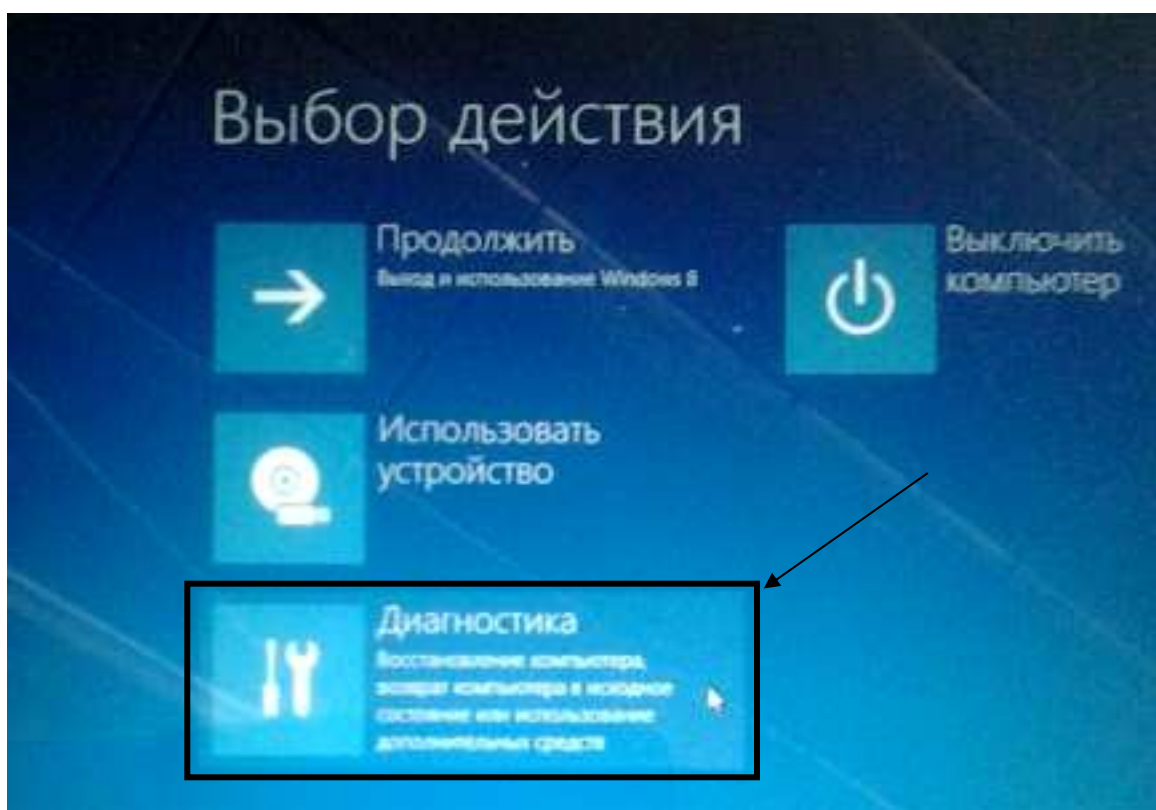 Выбор действия
Продолжить
Выход и использование Windows 8
Выключить
компьютер
Использовать
устройство
Диагностика
Восстановление компьютера,
возврат компьютера в исходное
состояние или использование
дополнительных средств